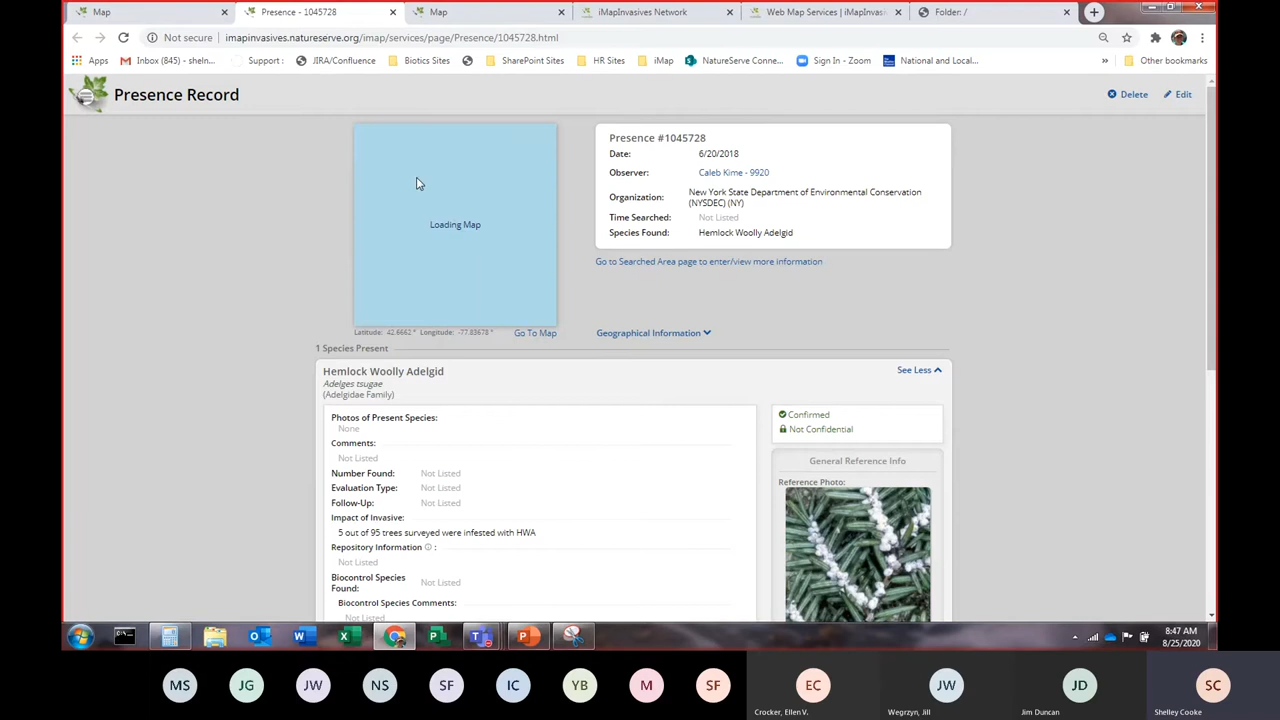 Map
Presence - 1045728
Map
iMapInvasives Network
Web Map Services | iMapInvas
Folder: /
Not secure
imapinvasives.natureserve.org/imap/services/page/Presence/1045728.html
Apps
Inbox (845) - sheln...
Support :
JIRA/Confluence
Biotics Sites
SharePoint Sites
HR Sites
iMap
NatureServe Conne...
Sign In - Zoom
National and Local...
»
Other bookmarks
Presence Record
Delete
Edit
Loading Map
Latitude: 42.6662 ° Longitude: -77.83678 °
Go To Map
Presence #1045728
Date: 6/20/2018
Observer: Caleb Kime - 9920
Organization: New York State Department of Environmental Conservation
(NYSDEC) (NY)
Time Searched: Not Listed
Species Found: Hemlock Woolly Adelgid
Go to Searched Area page to enter/view more information
Geographical Information
1 Species Present
Hemlock Woolly Adelgid
Adelges tsugae
(Adelgidae Family)
See Less
Photos of Present Species:
None
Comments:
Not Listed
Number Found: Not Listed
Evaluation Type: Not Listed
Follow-Up: Not Listed
Impact of Invasive:
5 out of 95 trees surveyed were infested with HWA
Repository Information :
Not Listed
Biocontrol Species
Found: Not Listed
Biocontrol Species Comments:
Not Listed
Confirmed
Not Confidential
General Reference Info
Reference Photo:
8:47 AM
8/25/2020
MS
JG
JW
NS
SF
IC
YB
M
SF
EC
Crocker, Ellen V.
JW
Wegrzyn, Jill
JD
Jim Duncan
SC
Shelley Cooke